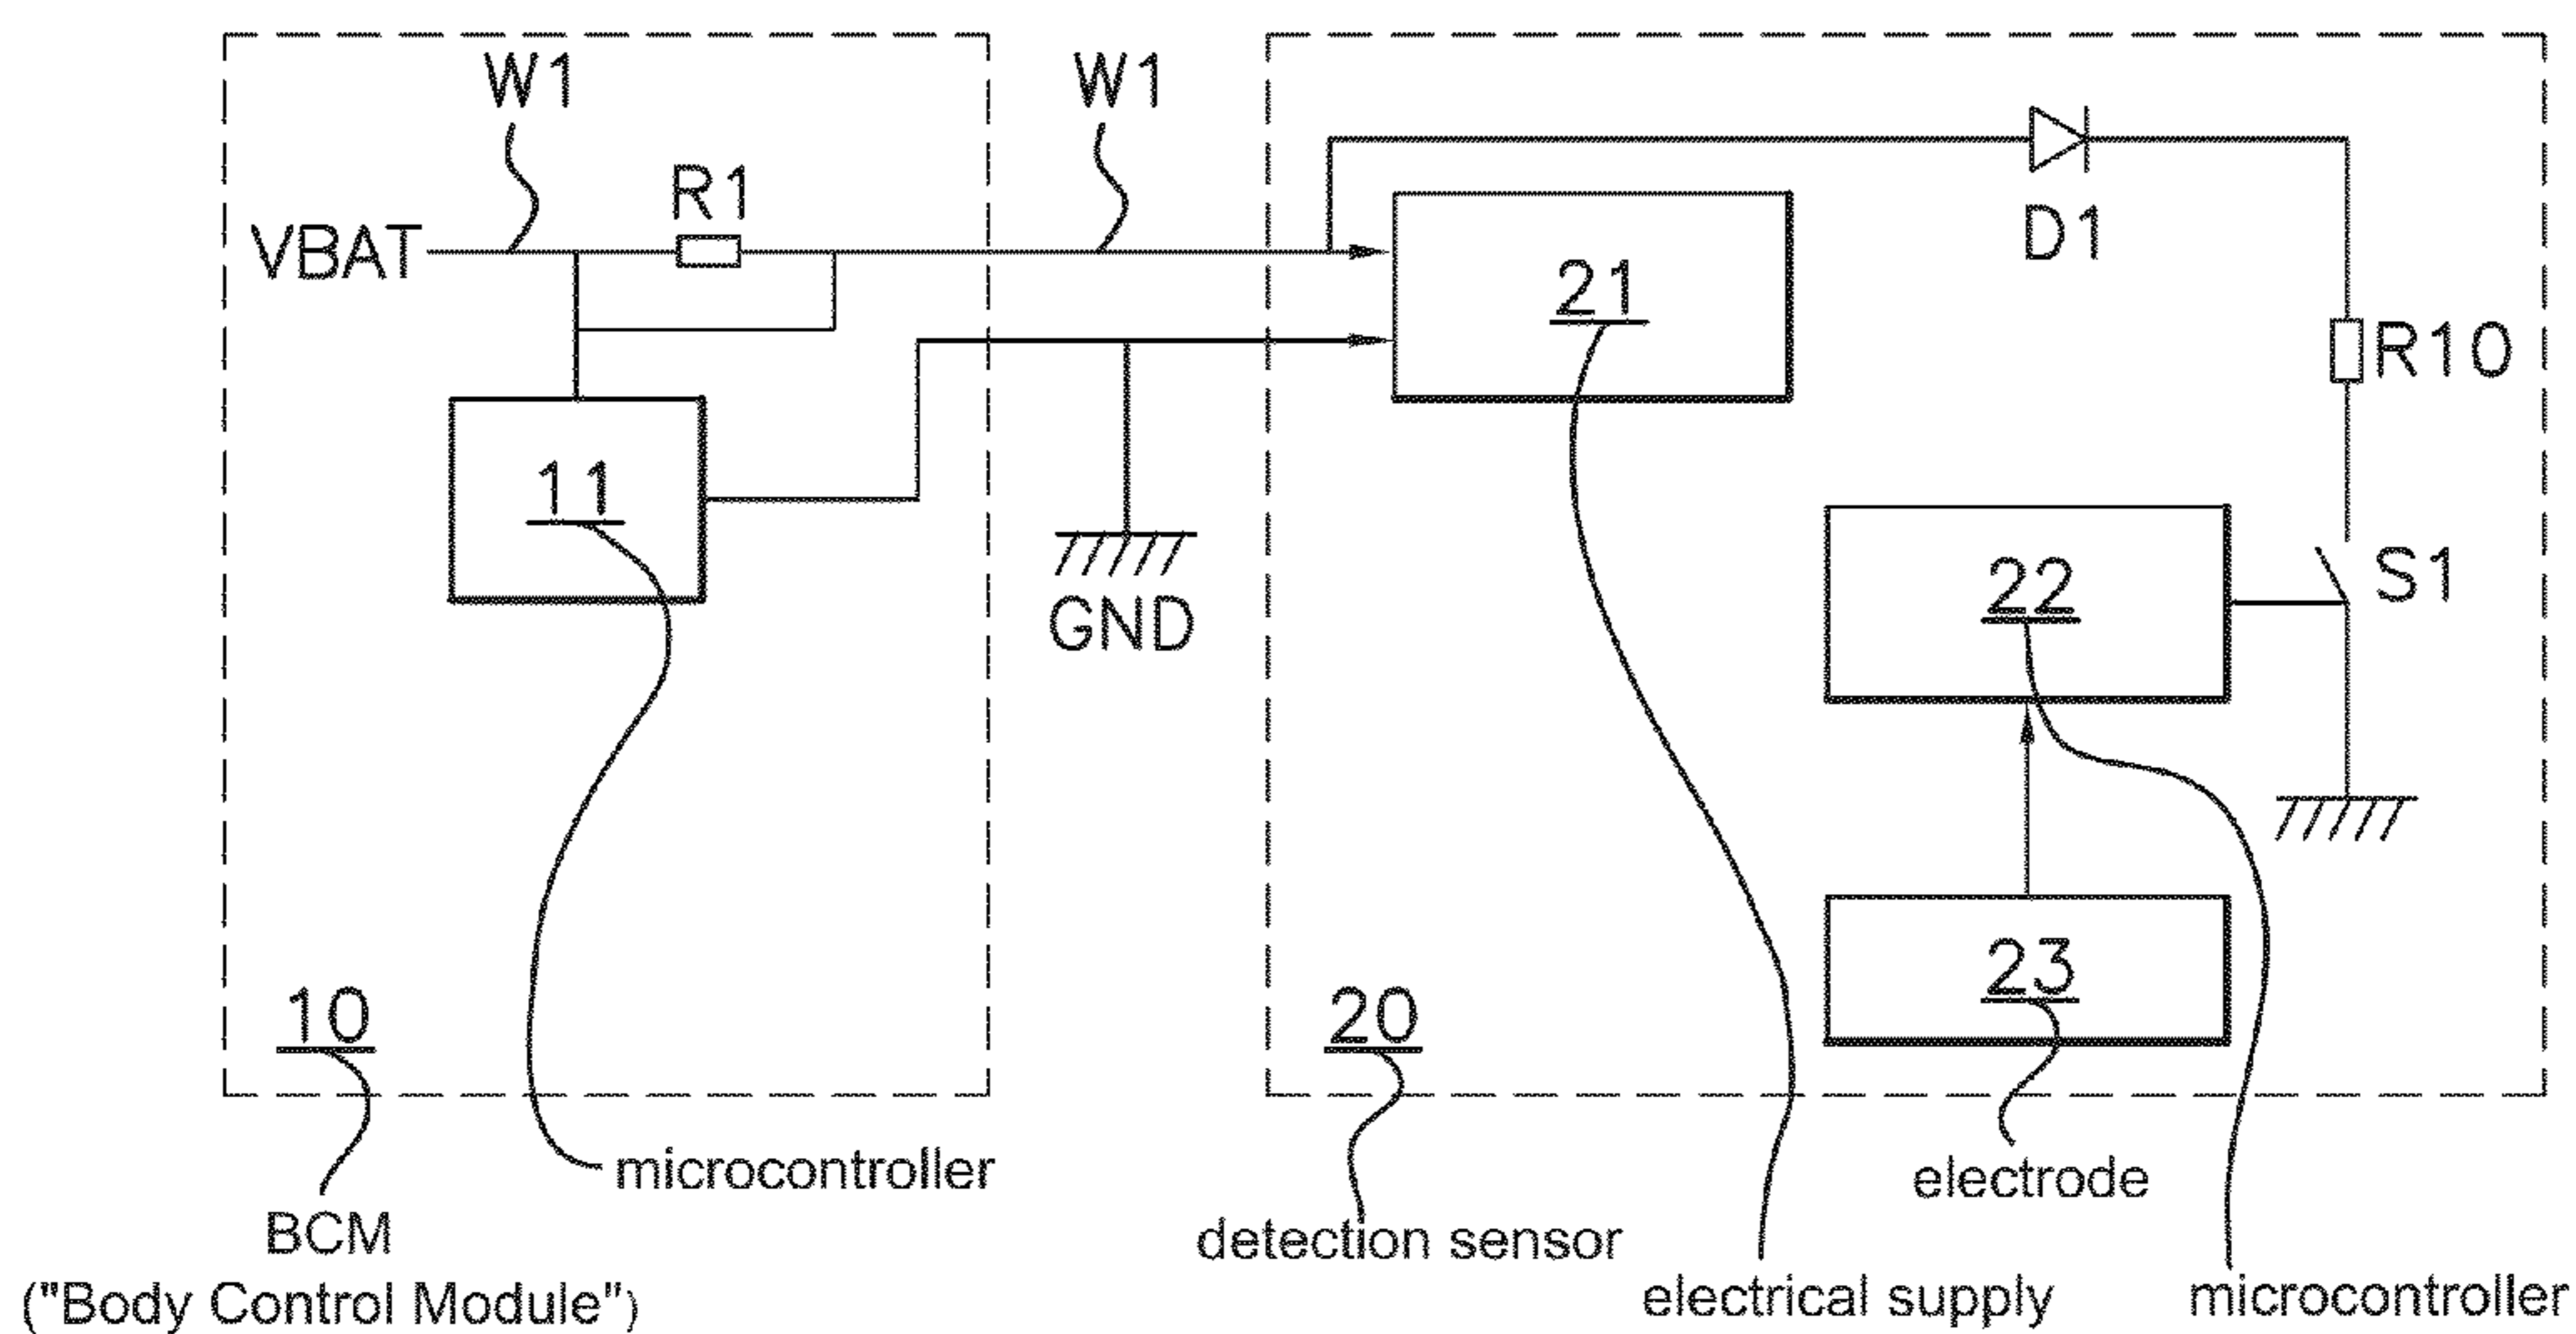 W1
W1
R1
VBAT
D1
21
R10
11
22
S1
GND
23
10
20
microcontroller
electrode
BCM
detection sensor
("Body Control Module")
electrical supply
microcontroller